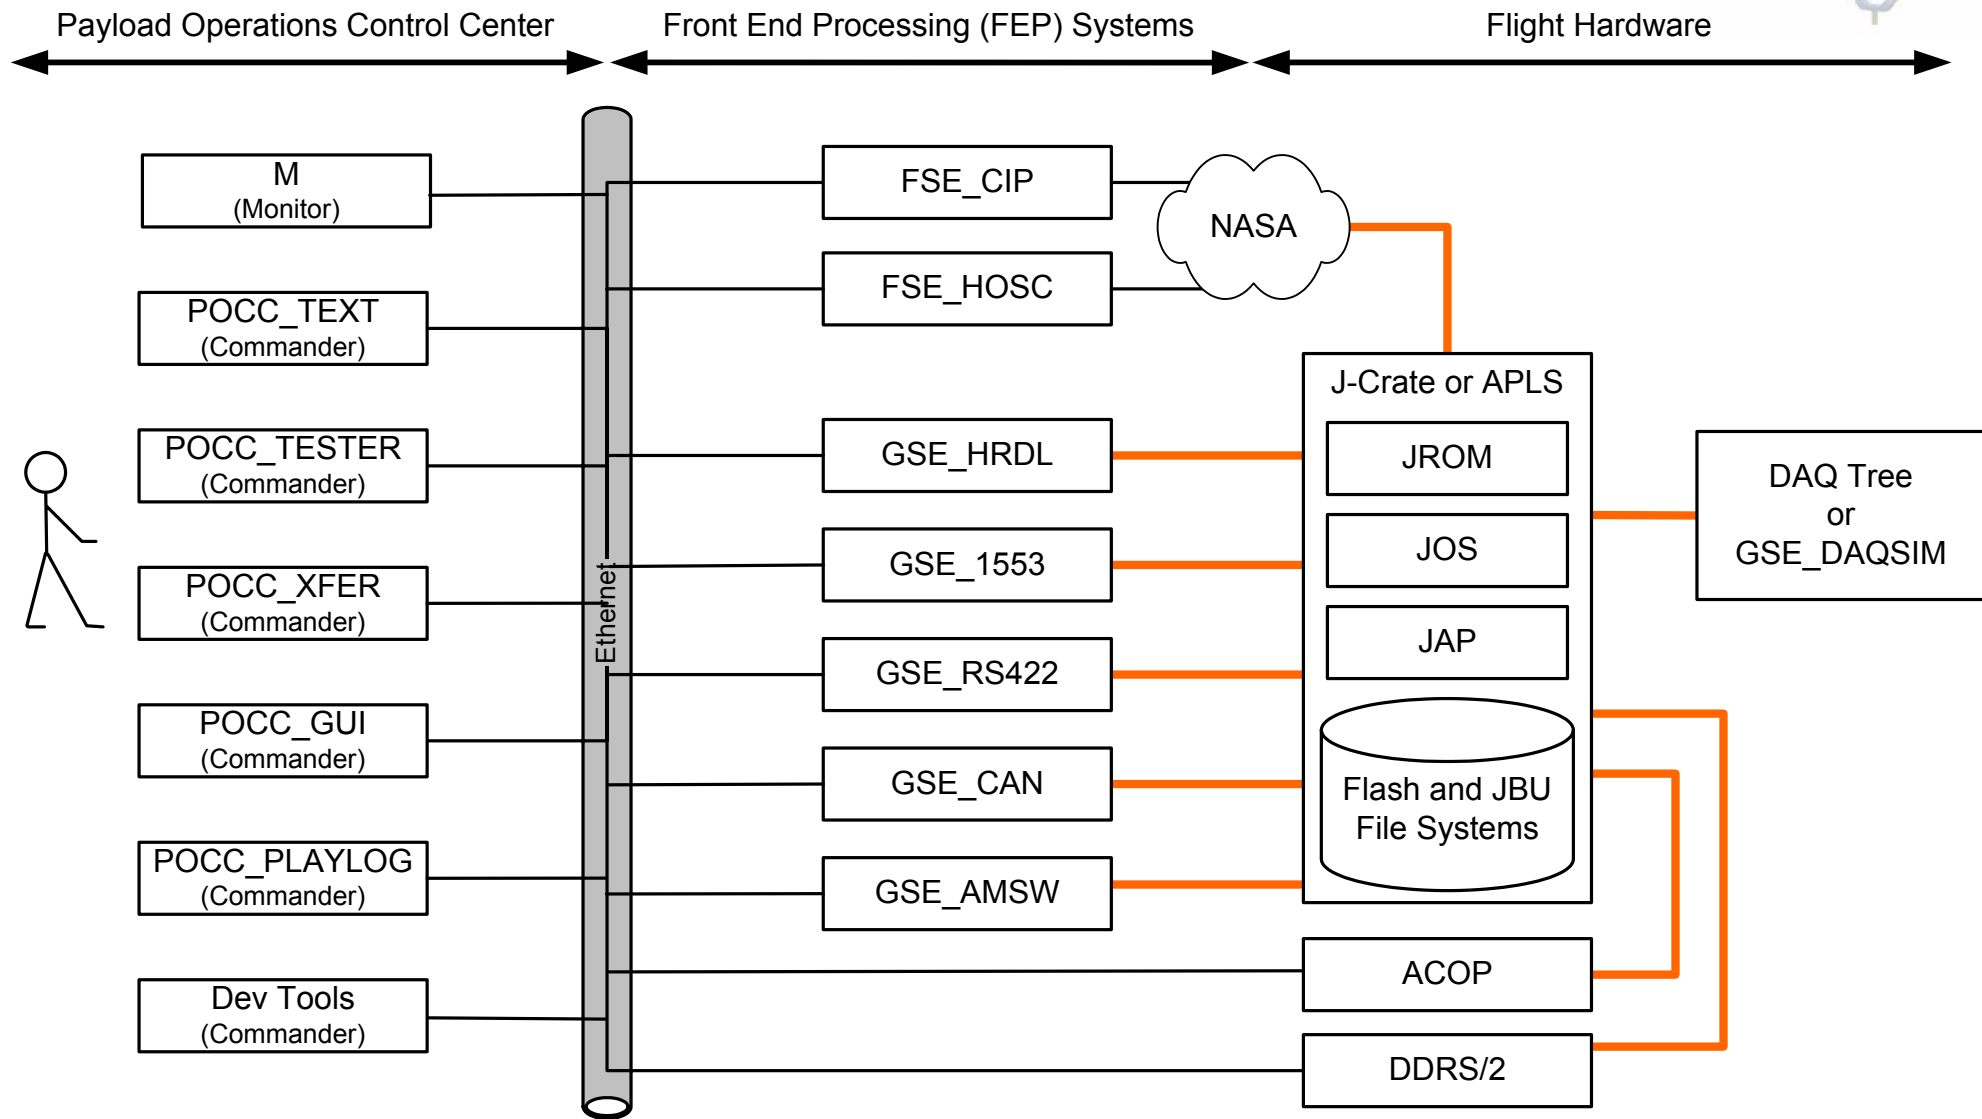 Payload Operations Control Center
Front End Processing (FEP) Systems
Flight Hardware
M
(Monitor)
POCC_TEXT
(Commander)
POCC_TESTER
(Commander)
POCC_XFER
(Commander)
POCC_GUI
(Commander)
POCC_PLAYLOG
(Commander)
Dev Tools
(Commander)
Ethernet
FSE_CIP
FSE_HOSC
GSE_HRDL
GSE_1553
GSE_RS422
GSE_CAN
GSE_AMSW
NASA
J-Crate or APLS
JROM
JOS
JAP
Flash and JBU
File Systems
ACOP
DDRS/2
DAQ Tree
or
GSE_DAQSIM